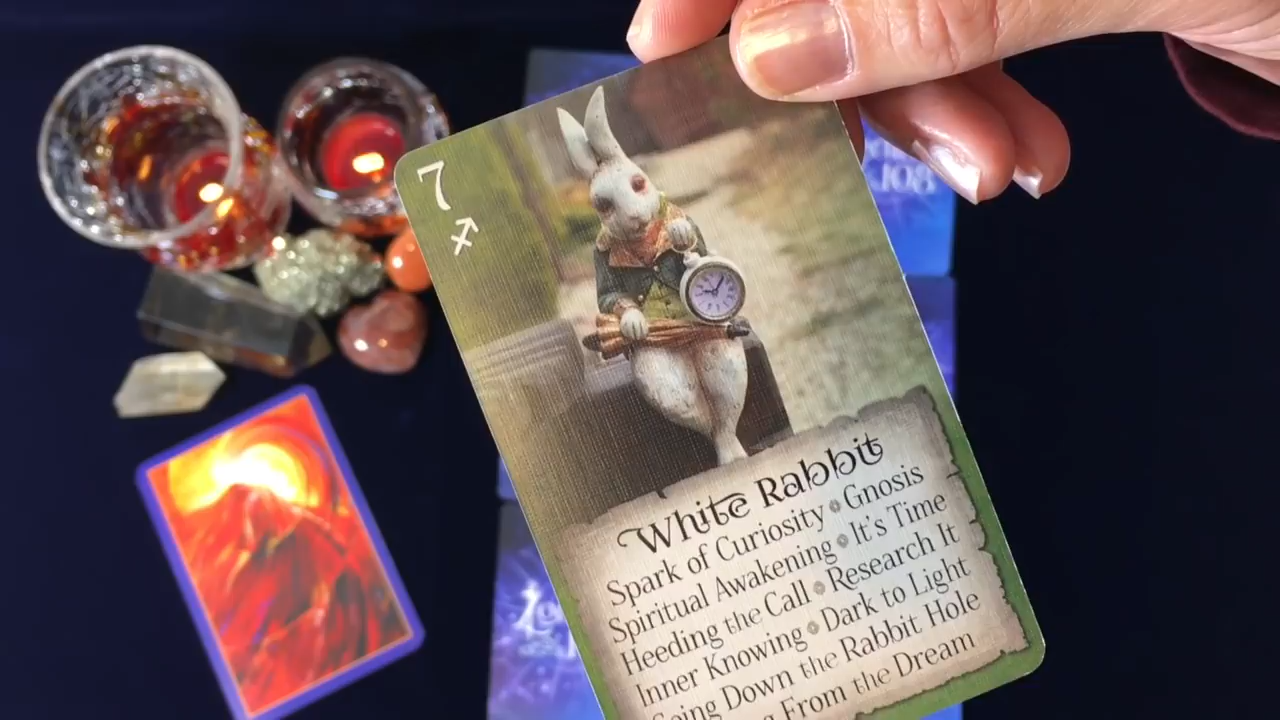 7
White Rabbit
Spark of Curiosity Gnosis
Spiritual Awakening It's Time
Heeding the Call Research It
Inner Knowing Dark to Light
Down the Rabbit Hole
From the Dream